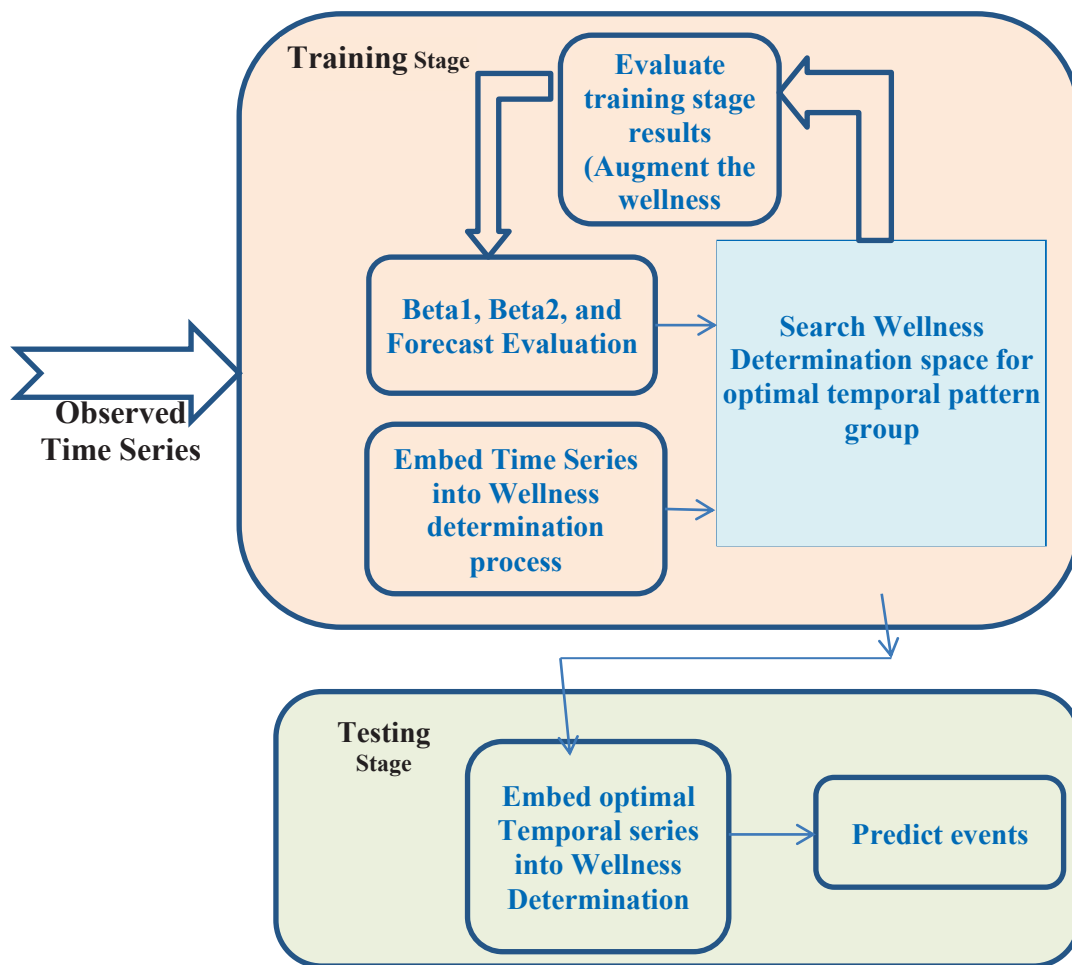 Training Stage
Evaluate
training stage
results
(Augment the
wellness
Beta1, Beta2, and
Forecast Evaluation
Search Wellness
Determination space for
optimal temporal pattern
group
Observed
Time Series
Embed Time Series
into Wellness
determination
process
Testing
Stage
Embed optimal
Temporal series
into Wellness
Determination
Predict events